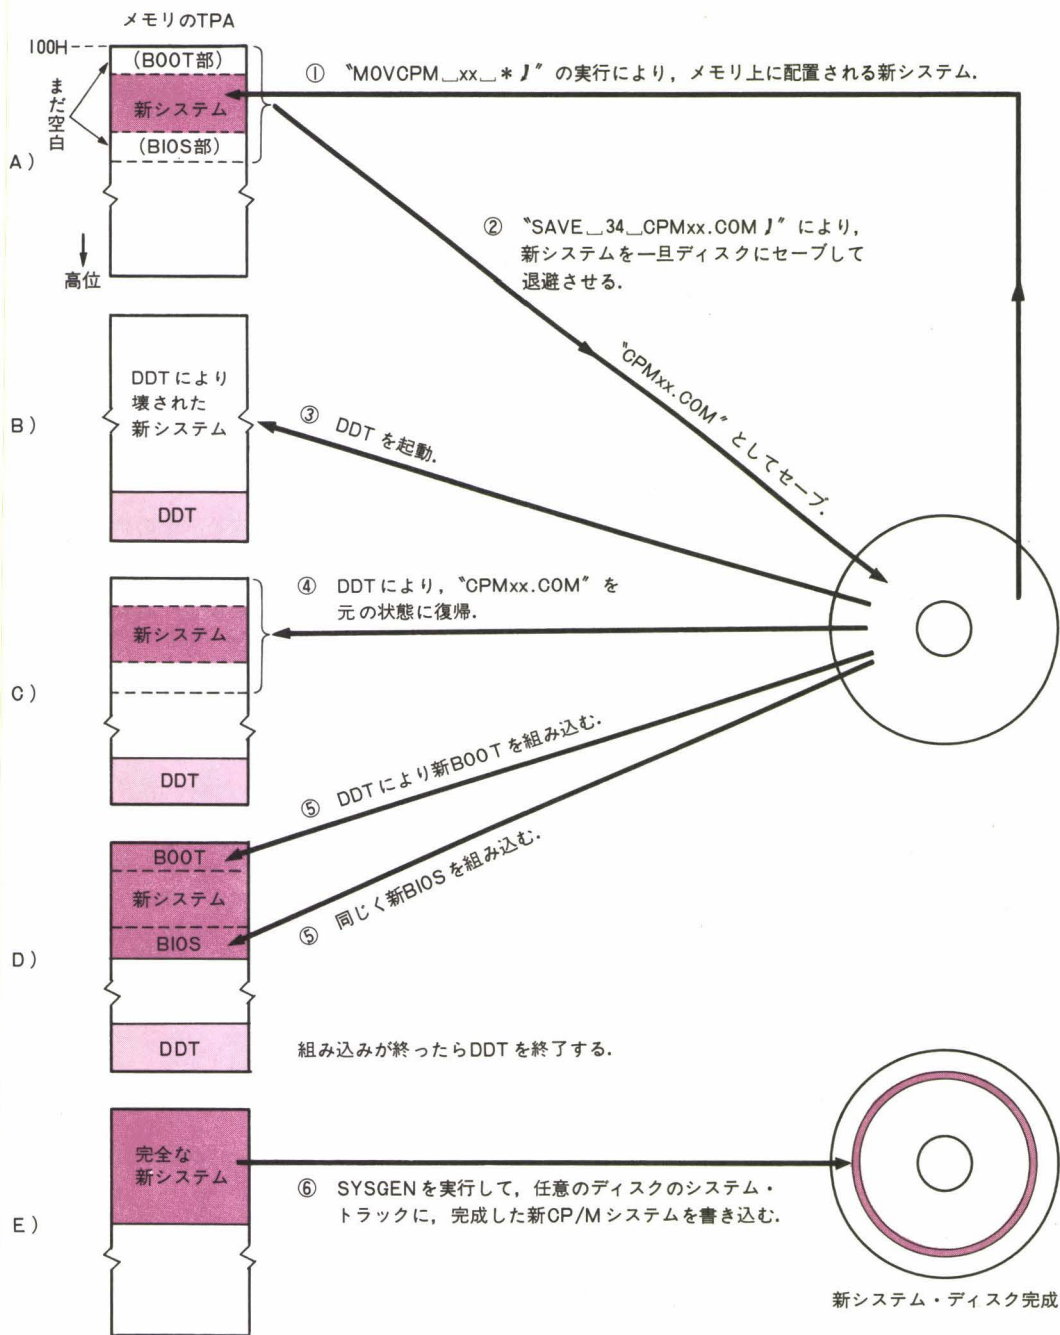 メモリのTPA
100H
(BOOT部)
新システム
(BIOS部)
まだ空白
A)
高位
① 〝MOVCPM␣xx␣*⏎〞の実行により，メモリ上に配置される新システム．
② 〝SAVE␣34␣CPMxx.COM⏎〞により，
新システムを一旦ディスクにセーブして
退避させる．
〝CPMxx.COM〞としてセーブ．
B)
DDTにより
壊された
新システム
DDT
③ DDTを起動．
C)
新システム
DDT
④ DDTにより，〝CPMxx.COM〞を
元の状態に復帰．
⑤ DDTにより新BOOTを組み込む．
⑤ 同じく新BIOSを組み込む．
D)
BOOT
新システム
BIOS
DDT
組み込みが終ったらDDTを終了する．
E)
完全な
新システム
⑥ SYSGENを実行して，任意のディスクのシステム・
トラックに，完成した新CP/Mシステムを書き込む．
新システム・ディスク完成